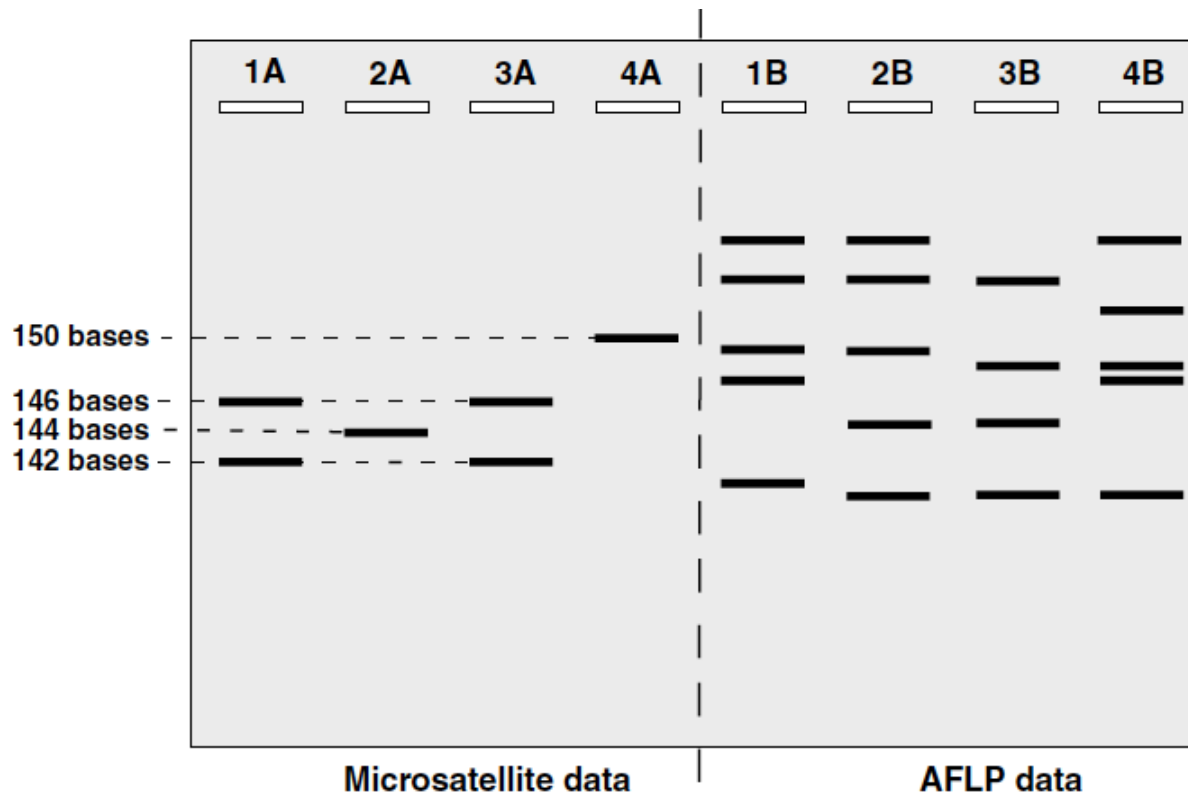 1A 2A 3A 4A 1B 2B 3B 4B
150 bases
146 bases
144 bases
142 bases
Microsatellite data AFLP data